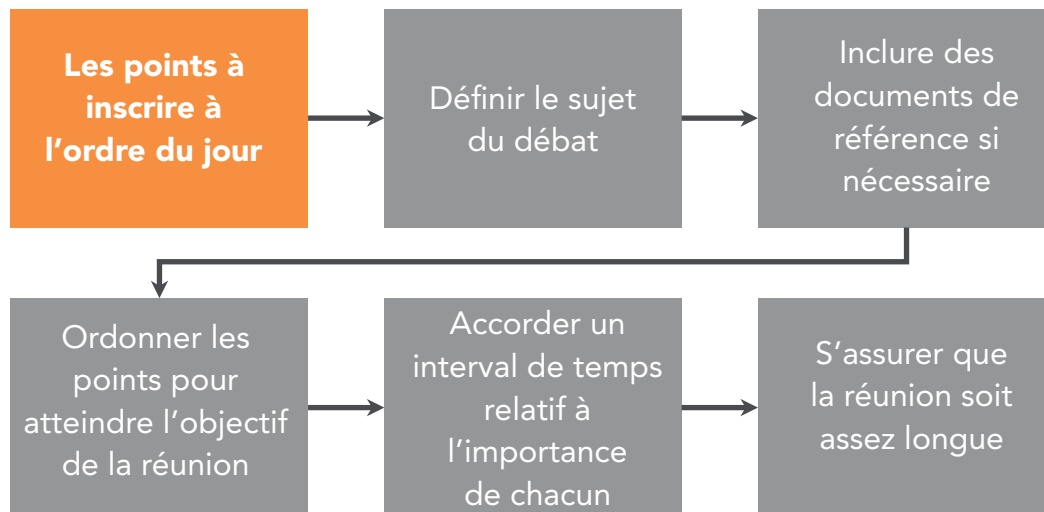 Les points à
inscrire à
l’ordre du jour
Définir le sujet
du débat
Inclure des
documents de
référence si
nécessaire
Ordonner les
points pour
atteindre l’objectif
de la réunion
Accorder un
interval de temps
relatif à
l’importance
de chacun
S’assurer que
la réunion soit
assez longue